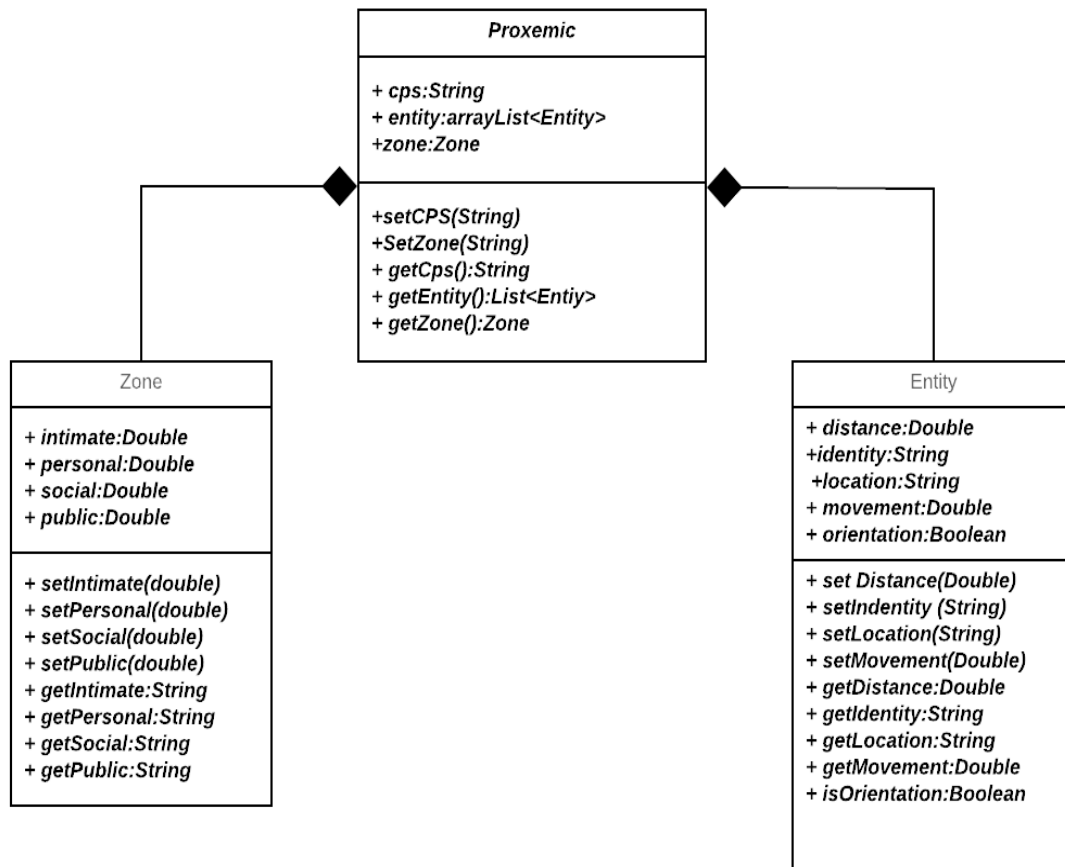 Proxemic
+ cps:String
+ entity:arrayList<Entity>
+zone:Zone
+setCPS(String)
+SetZone(String)
+ getCps():String
+ getEntity():List<Entiy>
+ getZone():Zone
Zone
+ intimate:Double
+ personal:Double
+ social:Double
+ public:Double
+ setIntimate(double)
+ setPersonal(double)
+ setSocial(double)
+ setPublic(double)
+ getIntimate:String
+ getPersonal:String
+ getSocial:String
+ getPublic:String
Entity
+ distance:Double
+identity:String
+location:String
+ movement:Double
+ orientation:Boolean
+ set Distance(Double)
+ setIndentity (String)
+ setLocation(String)
+ setMovement(Double)
+ getDistance:Double
+ getIdentity:String
+ getLocation:String
+ getMovement:Double
+ isOrientation:Boolean